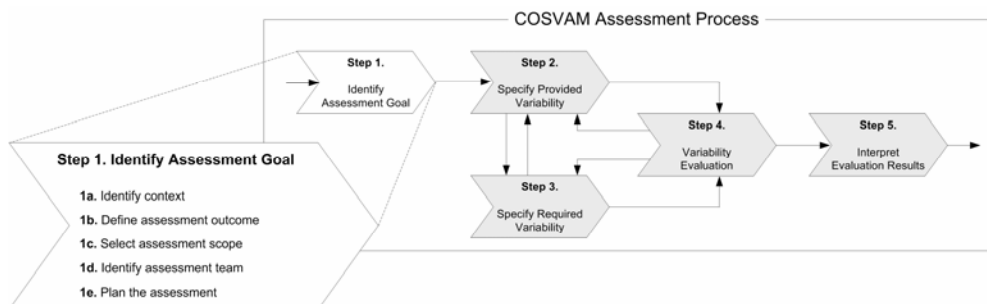 COSVAM Assessment Process
Step 1.
Identify
Assessment Goal
Step 2.
Specify Provided
Variability
Step 4.
Variability
Evaluation
Step 5.
Interpret
Evaluation Results
Step 3.
Specify Required
Variability
Step 1. Identify Assessment Goal
1a. Identify context
1b. Define assessment outcome
1c. Select assessment scope
1d. Identify assessment team
1e. Plan the assessment